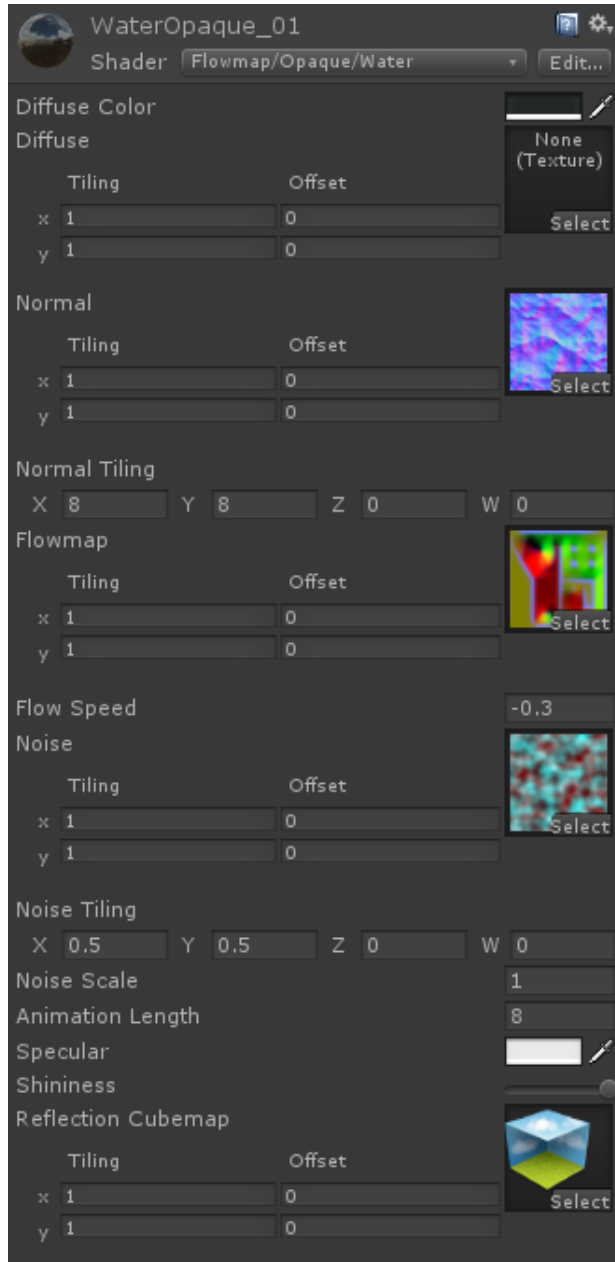 WaterOpaque_01
Shader Flowmap/Opaque/Water Edit...
Diffuse Color
Diffuse None
(Texture)
Tiling Offset
x 1 0 Select
y 1 0
Normal
Tiling Offset
x 1 0 Select
y 1 0
Normal Tiling
X 8 Y 8 Z 0 W 0
Flowmap
Tiling Offset
x 1 0 Select
y 1 0
Flow Speed -0.3
Noise
Tiling Offset
x 1 0 Select
y 1 0
Noise Tiling
X 0.5 Y 0.5 Z 0 W 0
Noise Scale 1
Animation Length 8
Specular
Shininess
Reflection Cubemap
Tiling Offset
x 1 0 Select
y 1 0